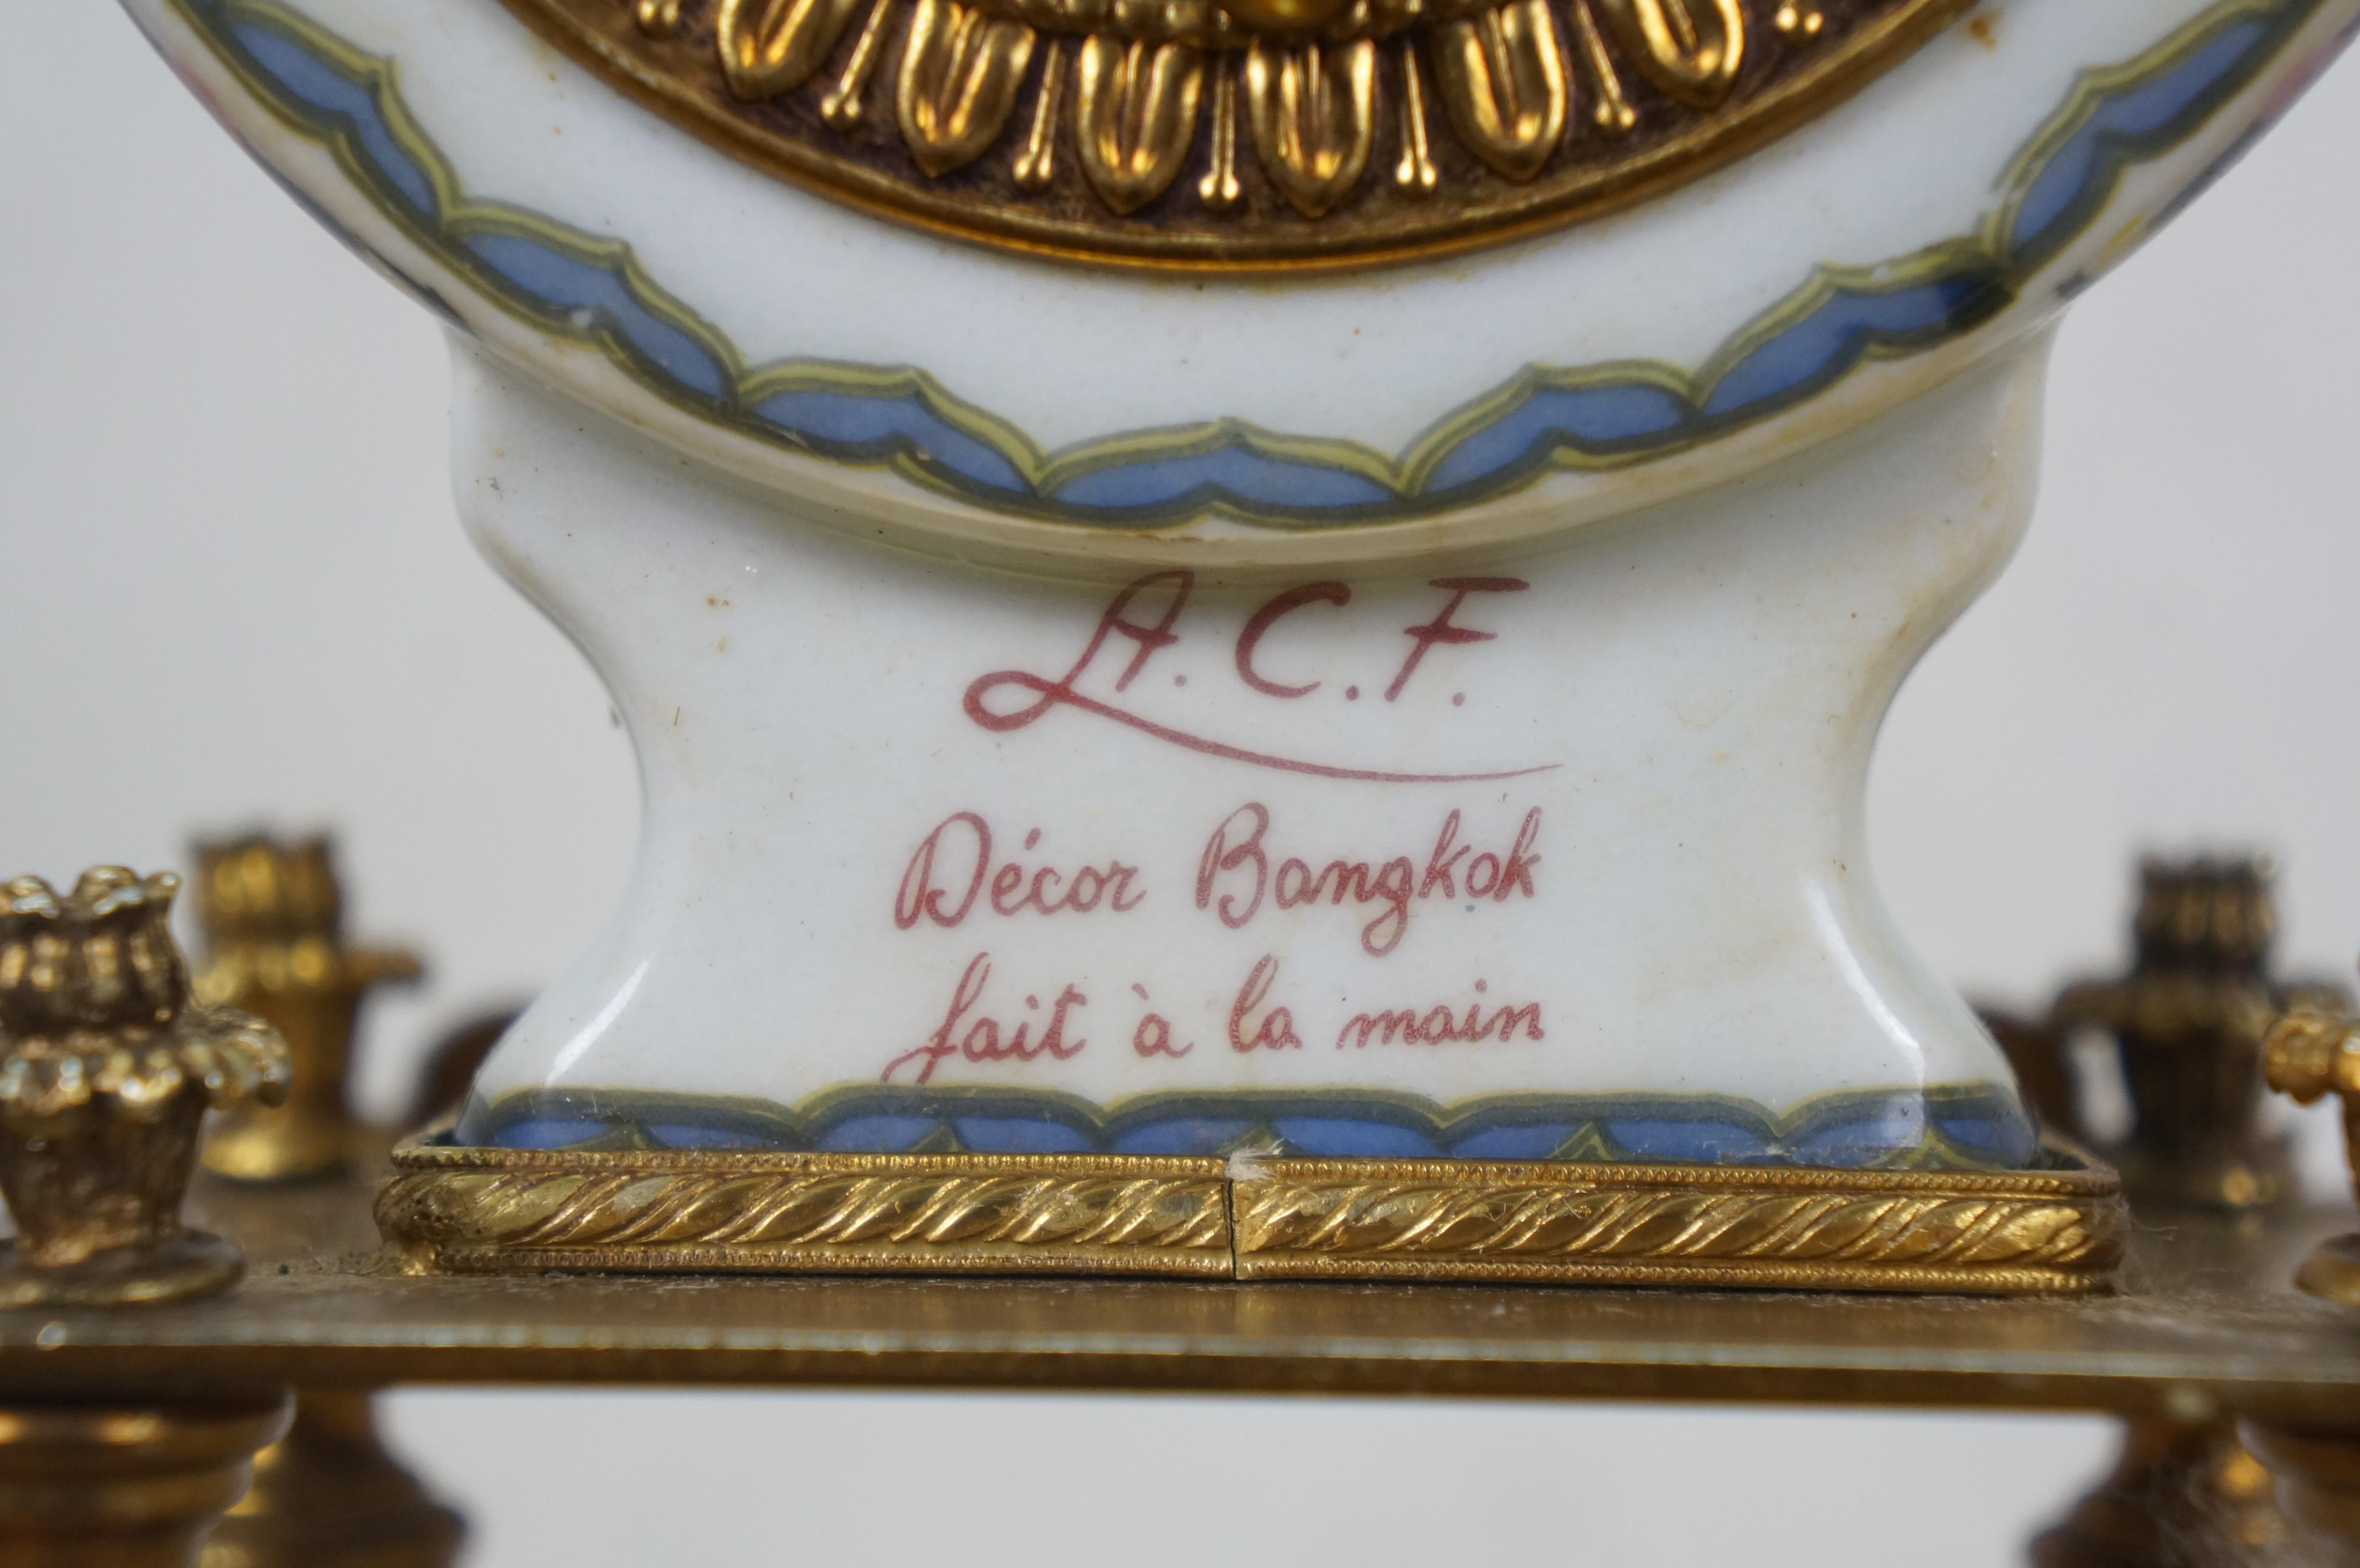 A.C.F.
Décor Bangkok
fait à la main